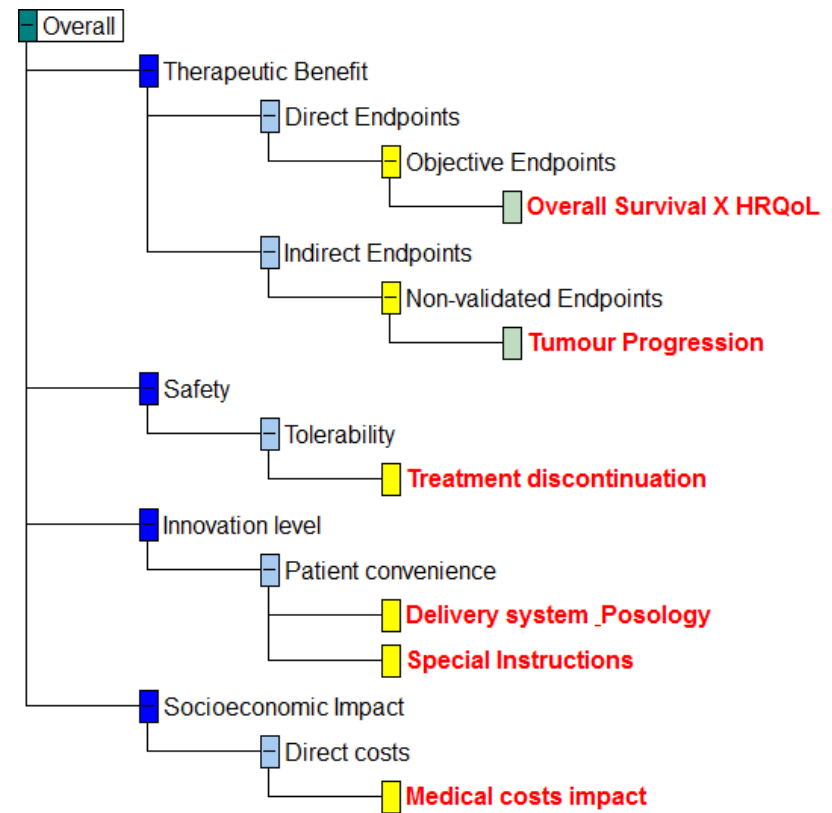 Overall
Therapeutic Benefit
Direct Endpoints
Objective Endpoints
Overall Survival X HRQoL
Indirect Endpoints
Non-validated Endpoints
Tumour Progression
Safety
Tolerability
Treatment discontinuation
Innovation level
Patient convenience
Delivery system _Posology
Special Instructions
Socioeconomic Impact
Direct costs
Medical costs impact